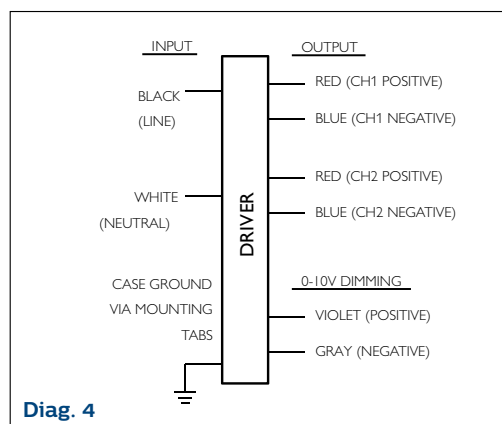 INPUT
BLACK
(LINE)
WHITE
(NEUTRAL)
CASE GROUND
VIA MOUNTING
TABS
DRIVER
OUTPUT
RED (CH1 POSITIVE)
BLUE (CH1 NEGATIVE)
RED (CH2 POSITIVE)
BLUE (CH2 NEGATIVE)
0-10V DIMMING
VIOLET (POSITIVE)
GRAY (NEGATIVE)
Diag. 4